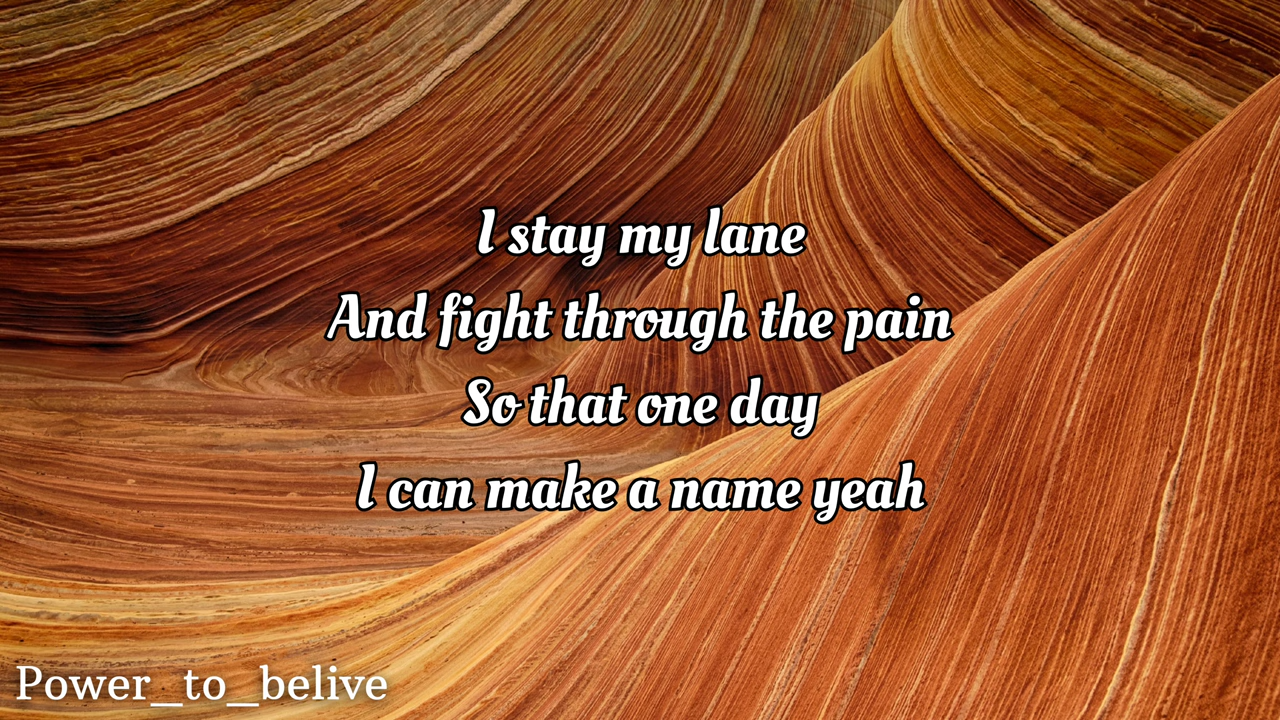 I stay my lane
And fight through the pain
So that one day
I can make a name yeah
Power_to_belive